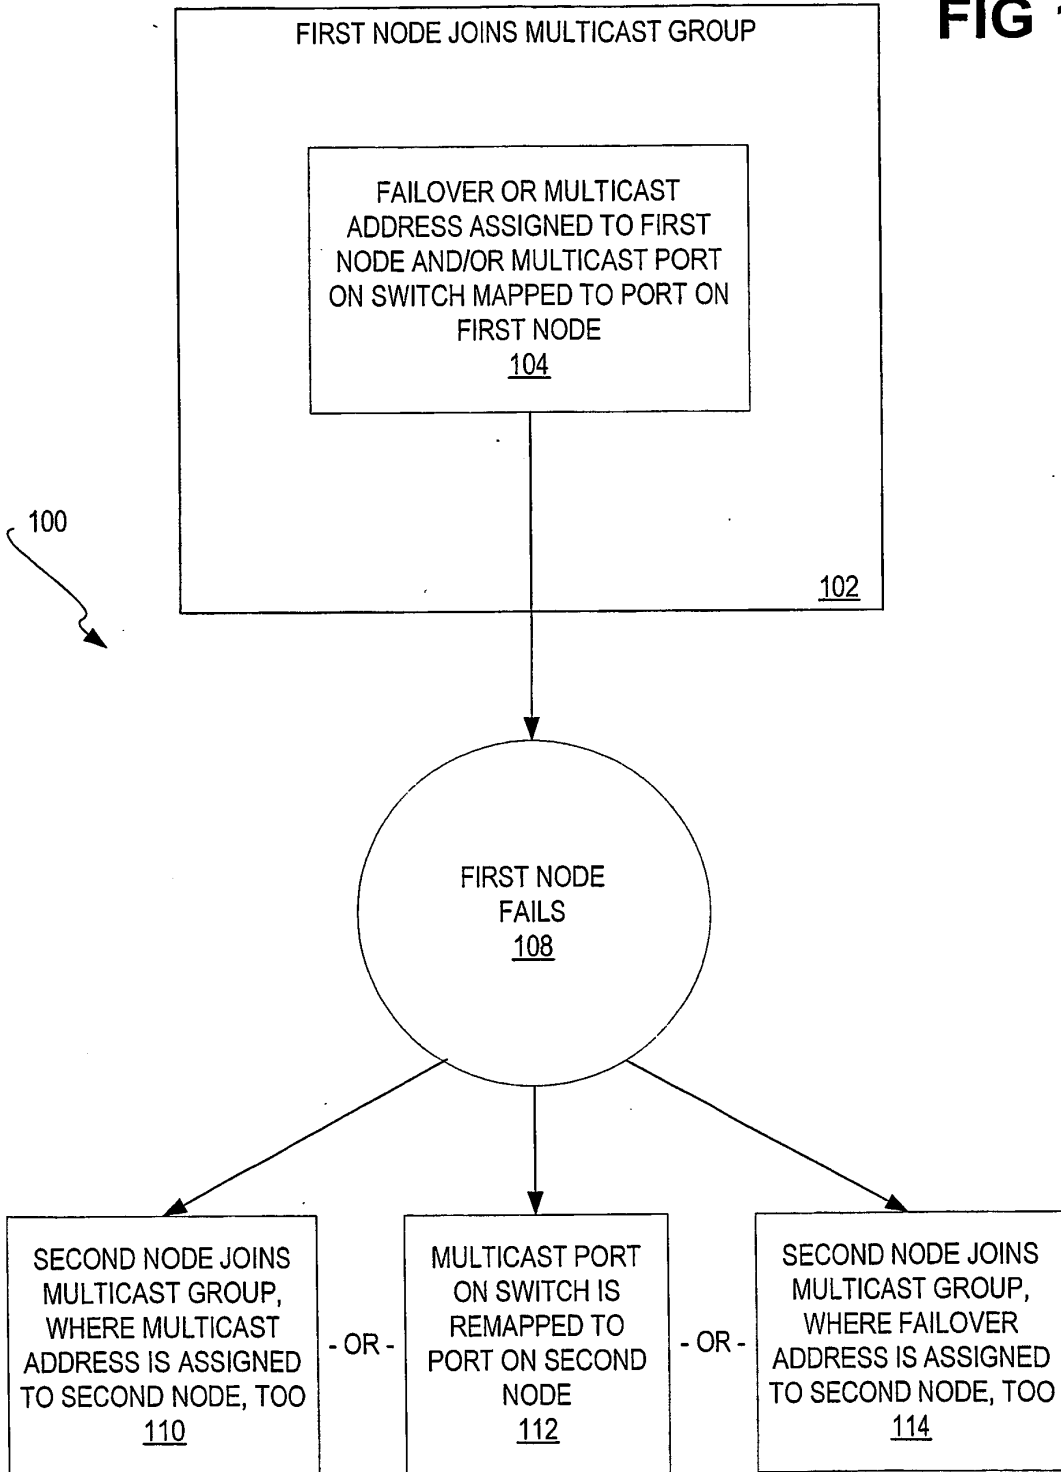 FIG 1
FIRST NODE JOINS MULTICAST GROUP
FAILOVER OR MULTICAST
ADDRESS ASSIGNED TO FIRST
NODE AND/OR MULTICAST PORT
ON SWITCH MAPPED TO PORT ON
FIRST NODE
104
100
102
FIRST NODE
FAILS
108
SECOND NODE JOINS
MULTICAST GROUP,
WHERE MULTICAST
ADDRESS IS ASSIGNED
TO SECOND NODE, TOO
110
- OR -
MULTICAST PORT
ON SWITCH IS
REMAPPED TO
PORT ON SECOND
NODE
112
- OR -
SECOND NODE JOINS
MULTICAST GROUP,
WHERE FAILOVER
ADDRESS IS ASSIGNED
TO SECOND NODE, TOO
114